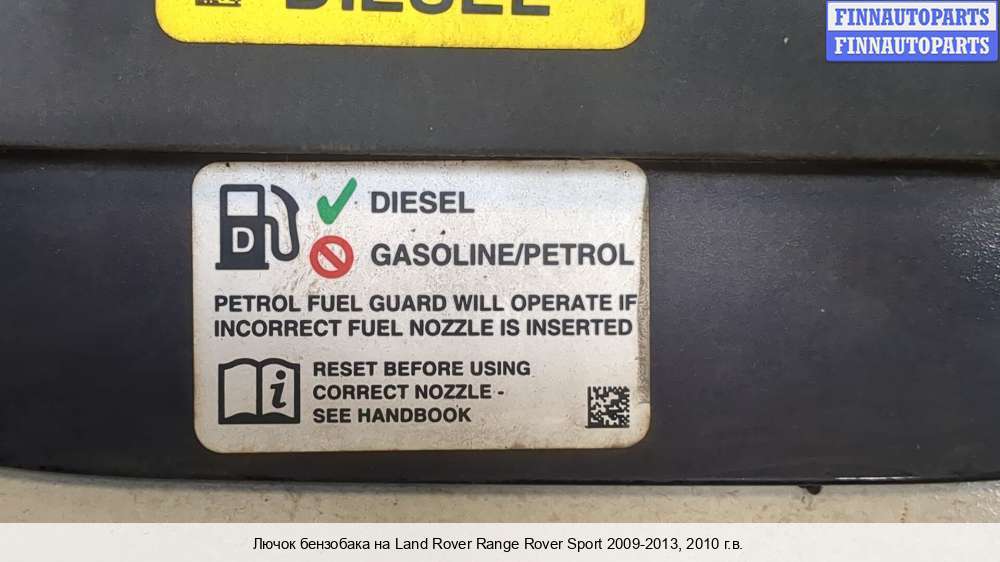 DIESEL
FINNAUTOPARTS
FINNAUTOPARTS
D
DIESEL
GASOLINE/PETROL
PETROL FUEL GUARD WILL OPERATE IF
INCORRECT FUEL NOZZLE IS INSERTED
i
RESET BEFORE USING
CORRECT NOZZLE -
SEE HANDBOOK
Лючок бензобака на Land Rover Range Rover Sport 2009-2013, 2010 г.в.